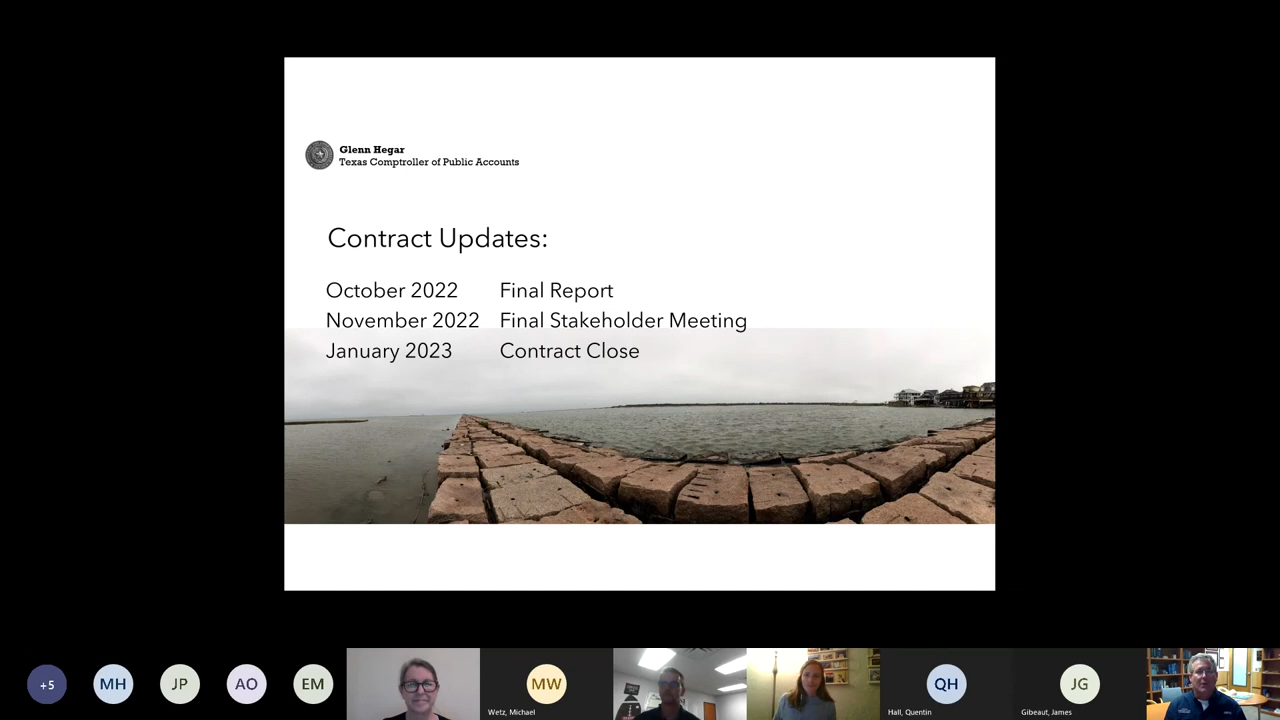 Glenn Hegar
Texas Comptroller of Public Accounts
Contract Updates:
October 2022 Final Report
November 2022 Final Stakeholder Meeting
January 2023 Contract Close
+5
MH
JP
AO
EM
MW
QH
JG
Wetz, Michael
Hall, Quentin
Gibeaut, James